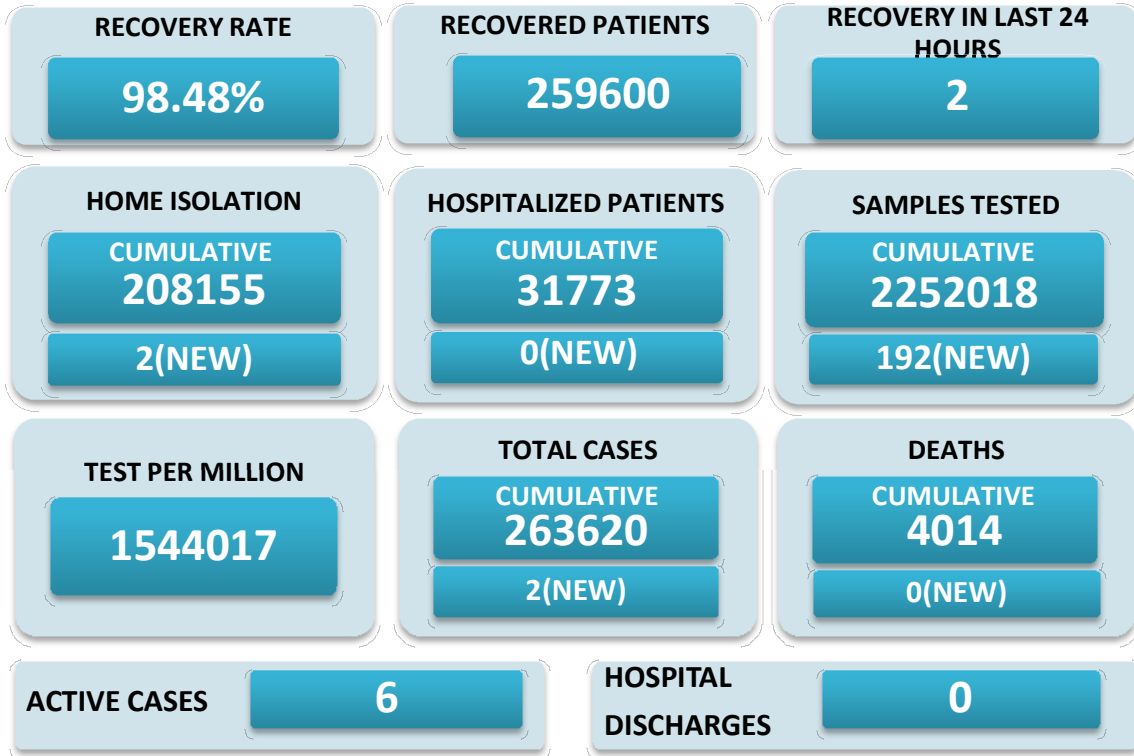 RECOVERY RATE
98.48%
RECOVERED PATIENTS
259600
RECOVERY IN LAST 24
HOURS
2
HOME ISOLATION
CUMULATIVE
208155
2(NEW)
HOSPITALIZED PATIENTS
CUMULATIVE
31773
0(NEW)
SAMPLES TESTED
CUMULATIVE
2252018
192(NEW)
TEST PER MILLION
1544017
TOTAL CASES
CUMULATIVE
263620
2(NEW)
DEATHS
CUMULATIVE
4014
0(NEW)
ACTIVE CASES
6
HOSPITAL
DISCHARGES
0